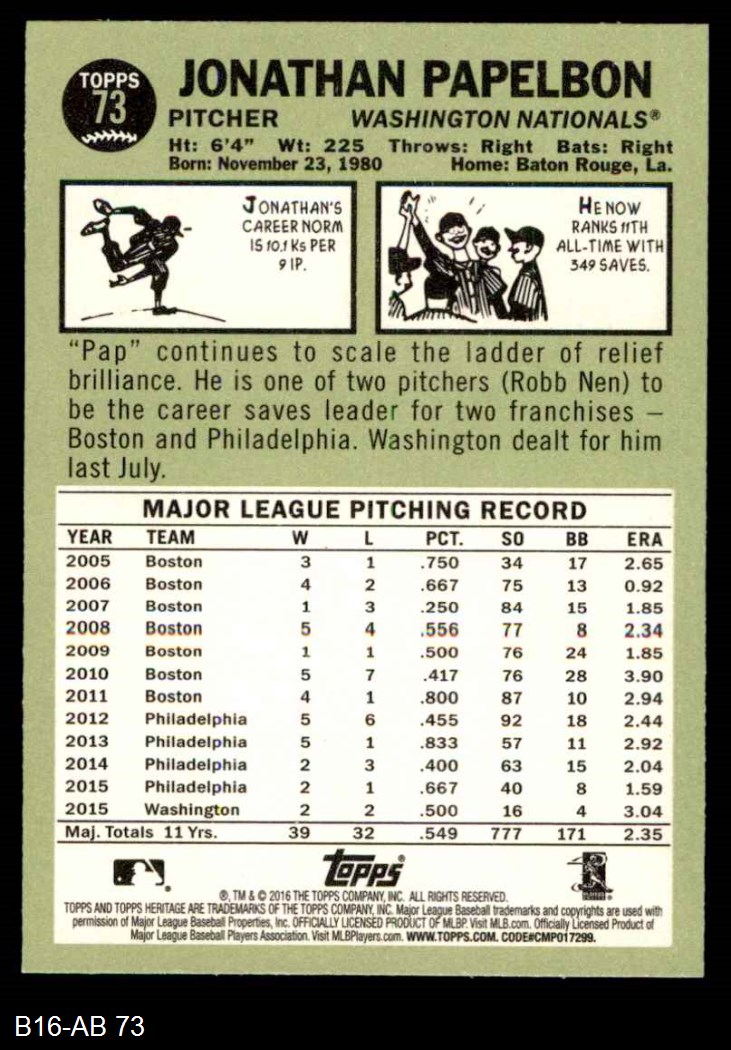 TOPPS
73
JONATHAN PAPELBON
PITCHER WASHINGTON NATIONALS®
Ht: 6'4" Wt: 225 Throws: Right Bats: Right
Born: November 23, 1980 Home: Baton Rouge, La.
JONATHAN'S
CAREER NORM
IS 10.1 Ks PER
9 IP.
HE NOW
RANKS 11TH
ALL-TIME WITH
349 SAVES.
"Pap" continues to scale the ladder of relief
brilliance. He is one of two pitchers (Robb Nen) to
be the career saves leader for two franchises –
Boston and Philadelphia. Washington dealt for him
last July.
MAJOR LEAGUE PITCHING RECORD
YEAR TEAM W L PCT. SO BB ERA
2005 Boston 3 1 .750 34 17 2.65
2006 Boston 4 2 .667 75 13 0.92
2007 Boston 1 3 .250 84 15 1.85
2008 Boston 5 4 .556 77 8 2.34
2009 Boston 1 1 .500 76 24 1.85
2010 Boston 5 7 .417 76 28 3.90
2011 Boston 4 1 .800 87 10 2.94
2012 Philadelphia 5 6 .455 92 18 2.44
2013 Philadelphia 5 1 .833 57 11 2.92
2014 Philadelphia 2 3 .400 63 15 2.04
2015 Philadelphia 2 1 .667 40 8 1.59
2015 Washington 2 2 .500 16 4 3.04
Maj. Totals 11 Yrs. 39 32 .549 777 171 2.35
Topps®
®, TM & © 2016 THE TOPPS COMPANY, INC. ALL RIGHTS RESERVED.
TOPPS AND TOPPS HERITAGE ARE TRADEMARKS OF THE TOPPS COMPANY, INC. Major League Baseball trademarks and copyrights are used with
permission of Major League Baseball Properties, Inc. OFFICIALLY LICENSED PRODUCT OF MLBP. Visit MLB.com. Officially Licensed Product of
Major League Baseball Players Association. Visit MLBPlayers.com. WWW.TOPPS.COM. CODE#CMP017299.
B16-AB 73